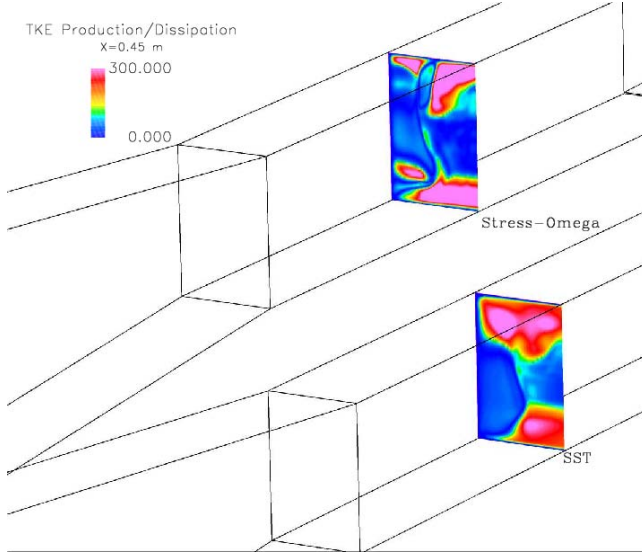 TKE Production/Dissipation
X=0.45 m
300.000
0.000
Stress-Omega
SST